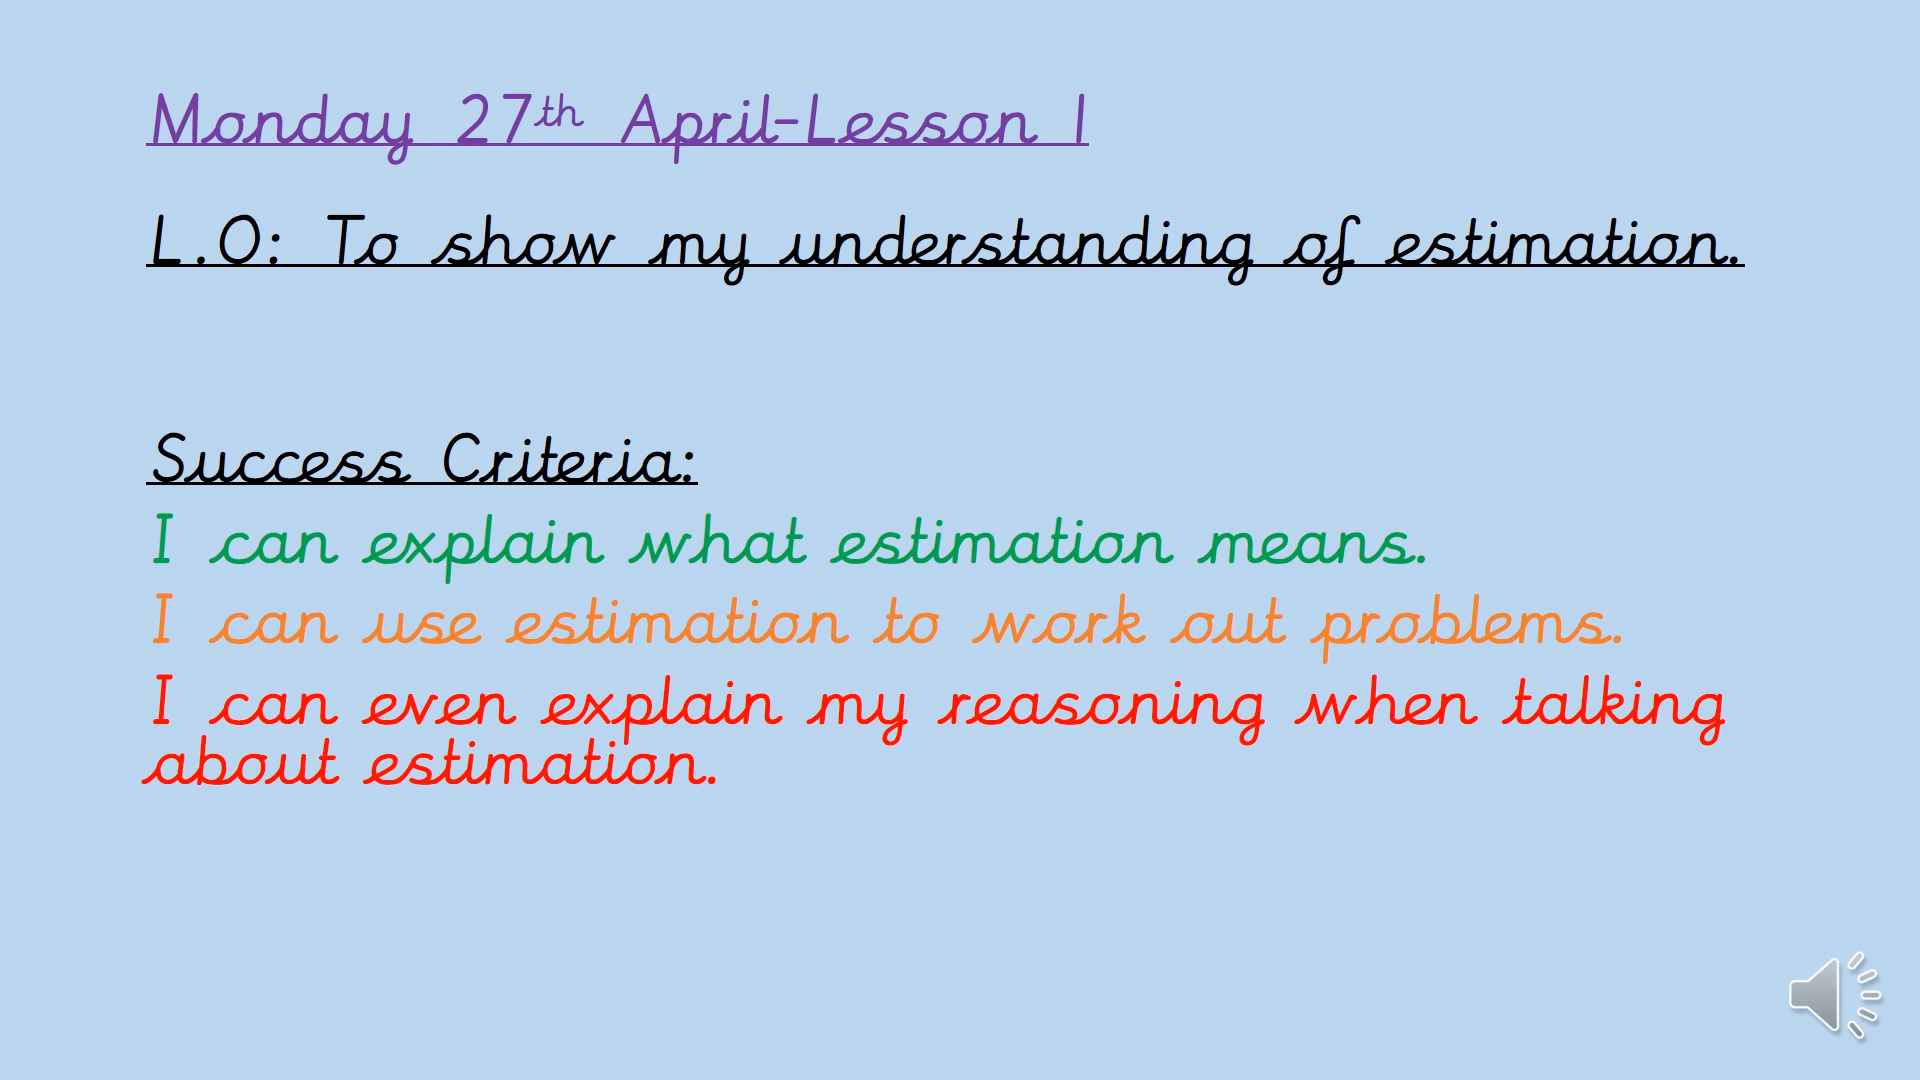 Monday 27th April-Lesson 1
L.O: To show my understanding of estimation.
Success Criteria:
I can explain what estimation means.
I can use estimation to work out problems.
I can even explain my reasoning when talking
about estimation.